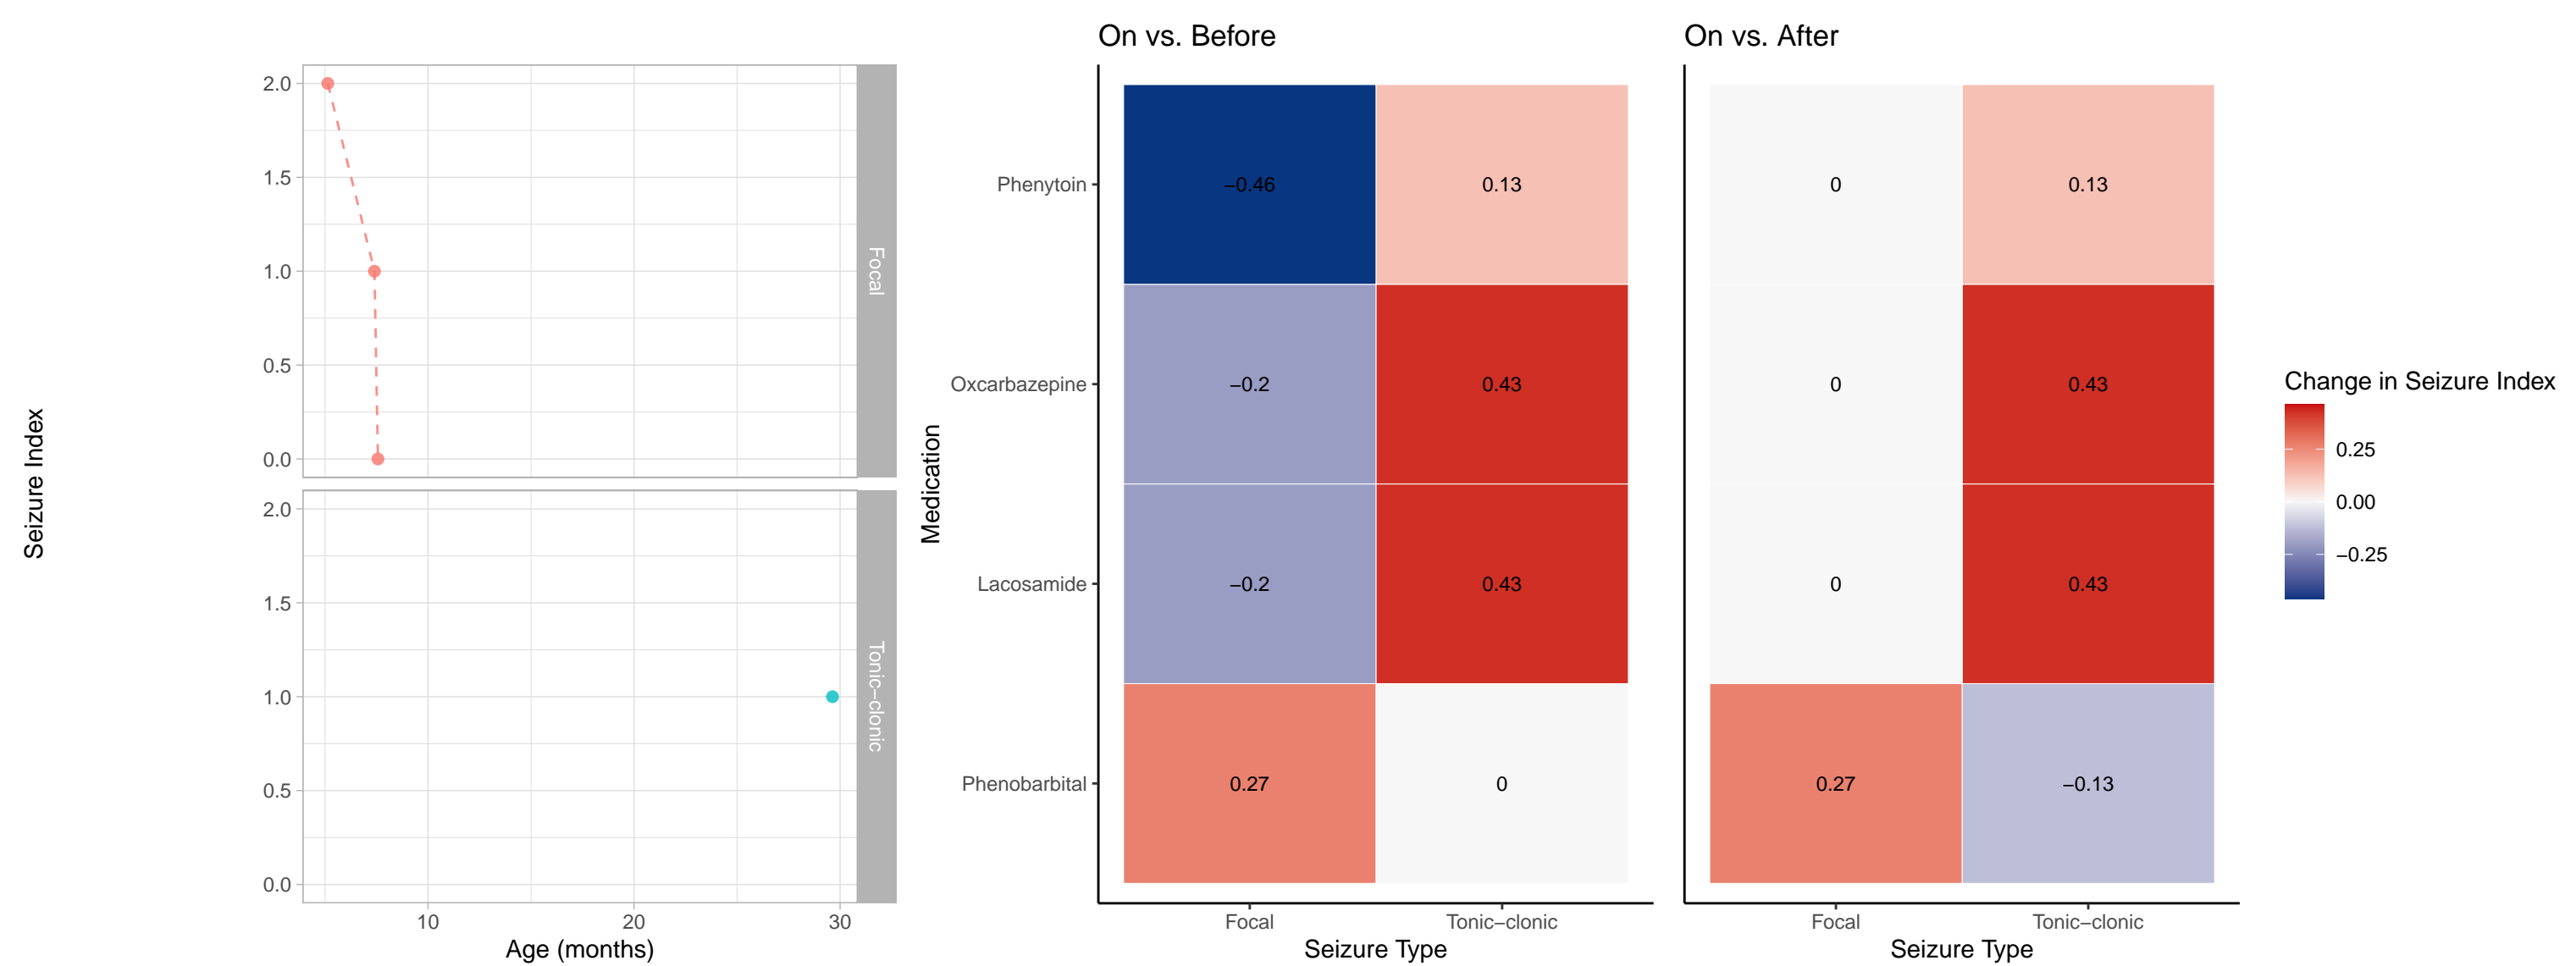 Seizure Index
2.0
1.5
1.0
0.5
0.0
Focal
2.0
1.5
1.0
0.5
0.0
Tonic−clonic
10 20 30
Age (months)
On vs. Before
Medication
Phenytoin −0.46 0.13
Oxcarbazepine −0.2 0.43
Lacosamide −0.2 0.43
Phenobarbital 0.27 0
Focal Tonic−clonic
Seizure Type
On vs. After
0 0.13
0 0.43
0 0.43
0.27 −0.13
Focal Tonic−clonic
Seizure Type
Change in Seizure Index
0.25
0.00
−0.25